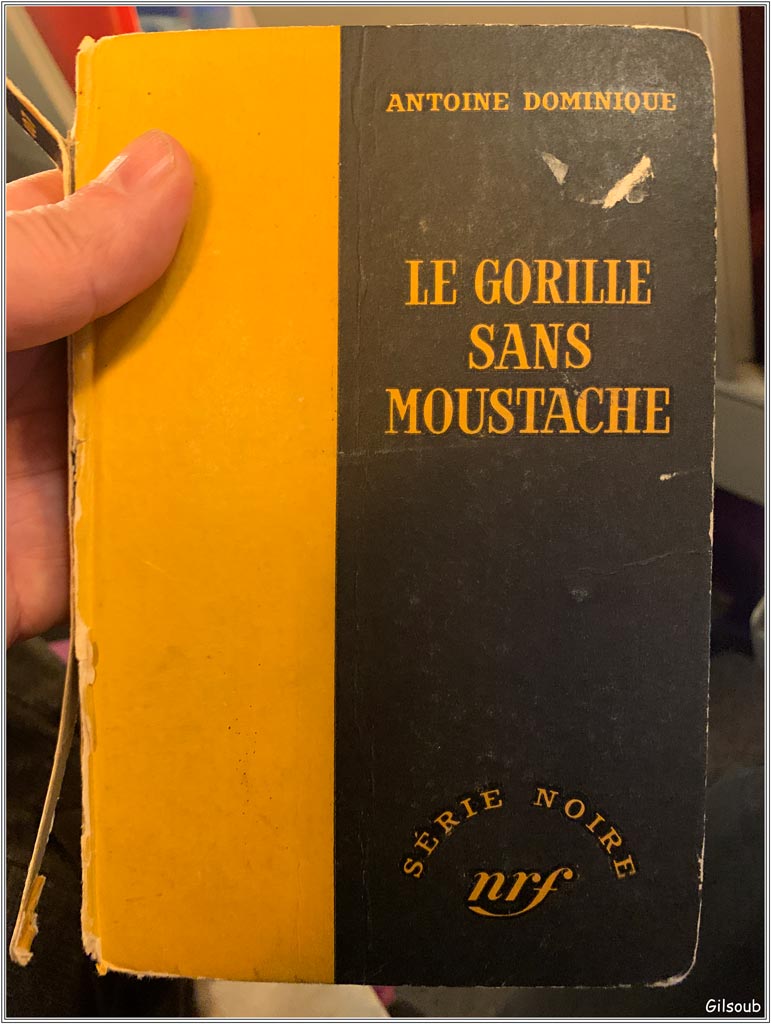 ANTOINE DOMINIQUE
LE GORILLE
SANS
MOUSTACHE
SÉRIE NOIRE
nrf
Gilsoub